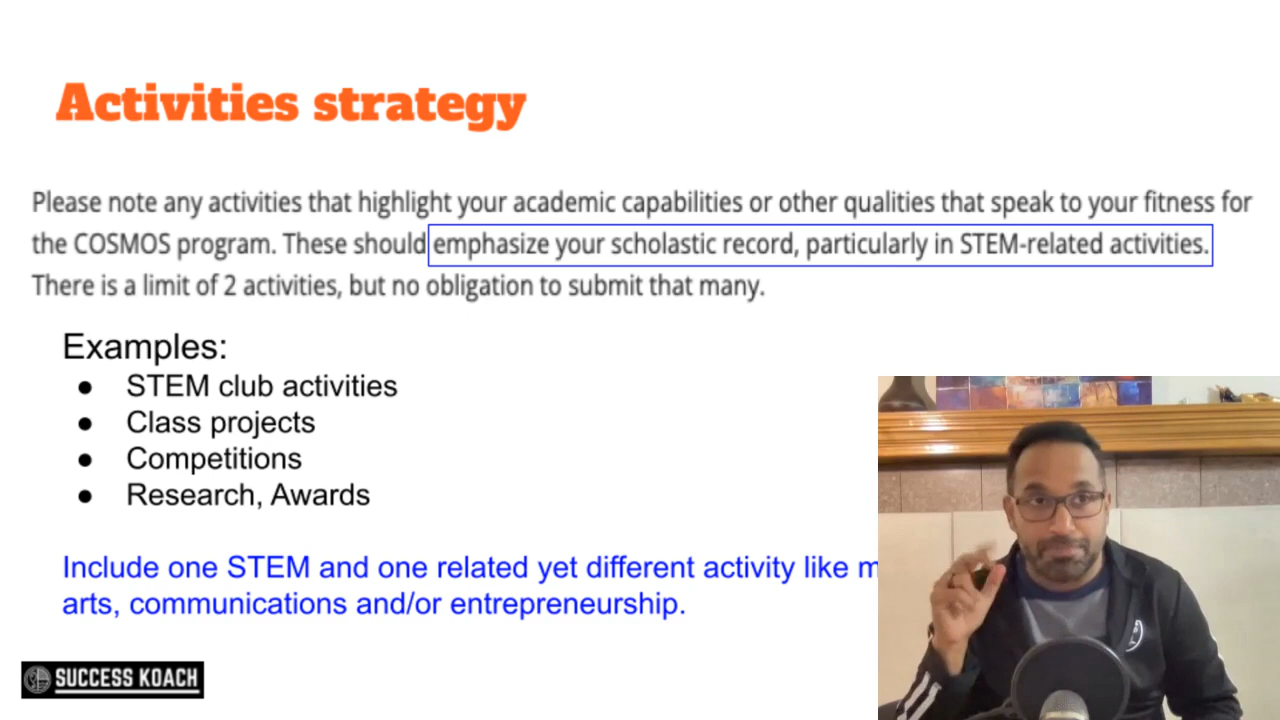 Activities strategy
Please note any activities that highlight your academic capabilities or other qualities that speak to your fitness for
the COSMOS program. These should emphasize your scholastic record, particularly in STEM-related activities.
There is a limit of 2 activities, but no obligation to submit that many.
Examples:
● STEM club activities
● Class projects
● Competitions
● Research, Awards
Include one STEM and one related yet different activity like
arts, communications and/or entrepreneurship.
SUCCESS KOACH